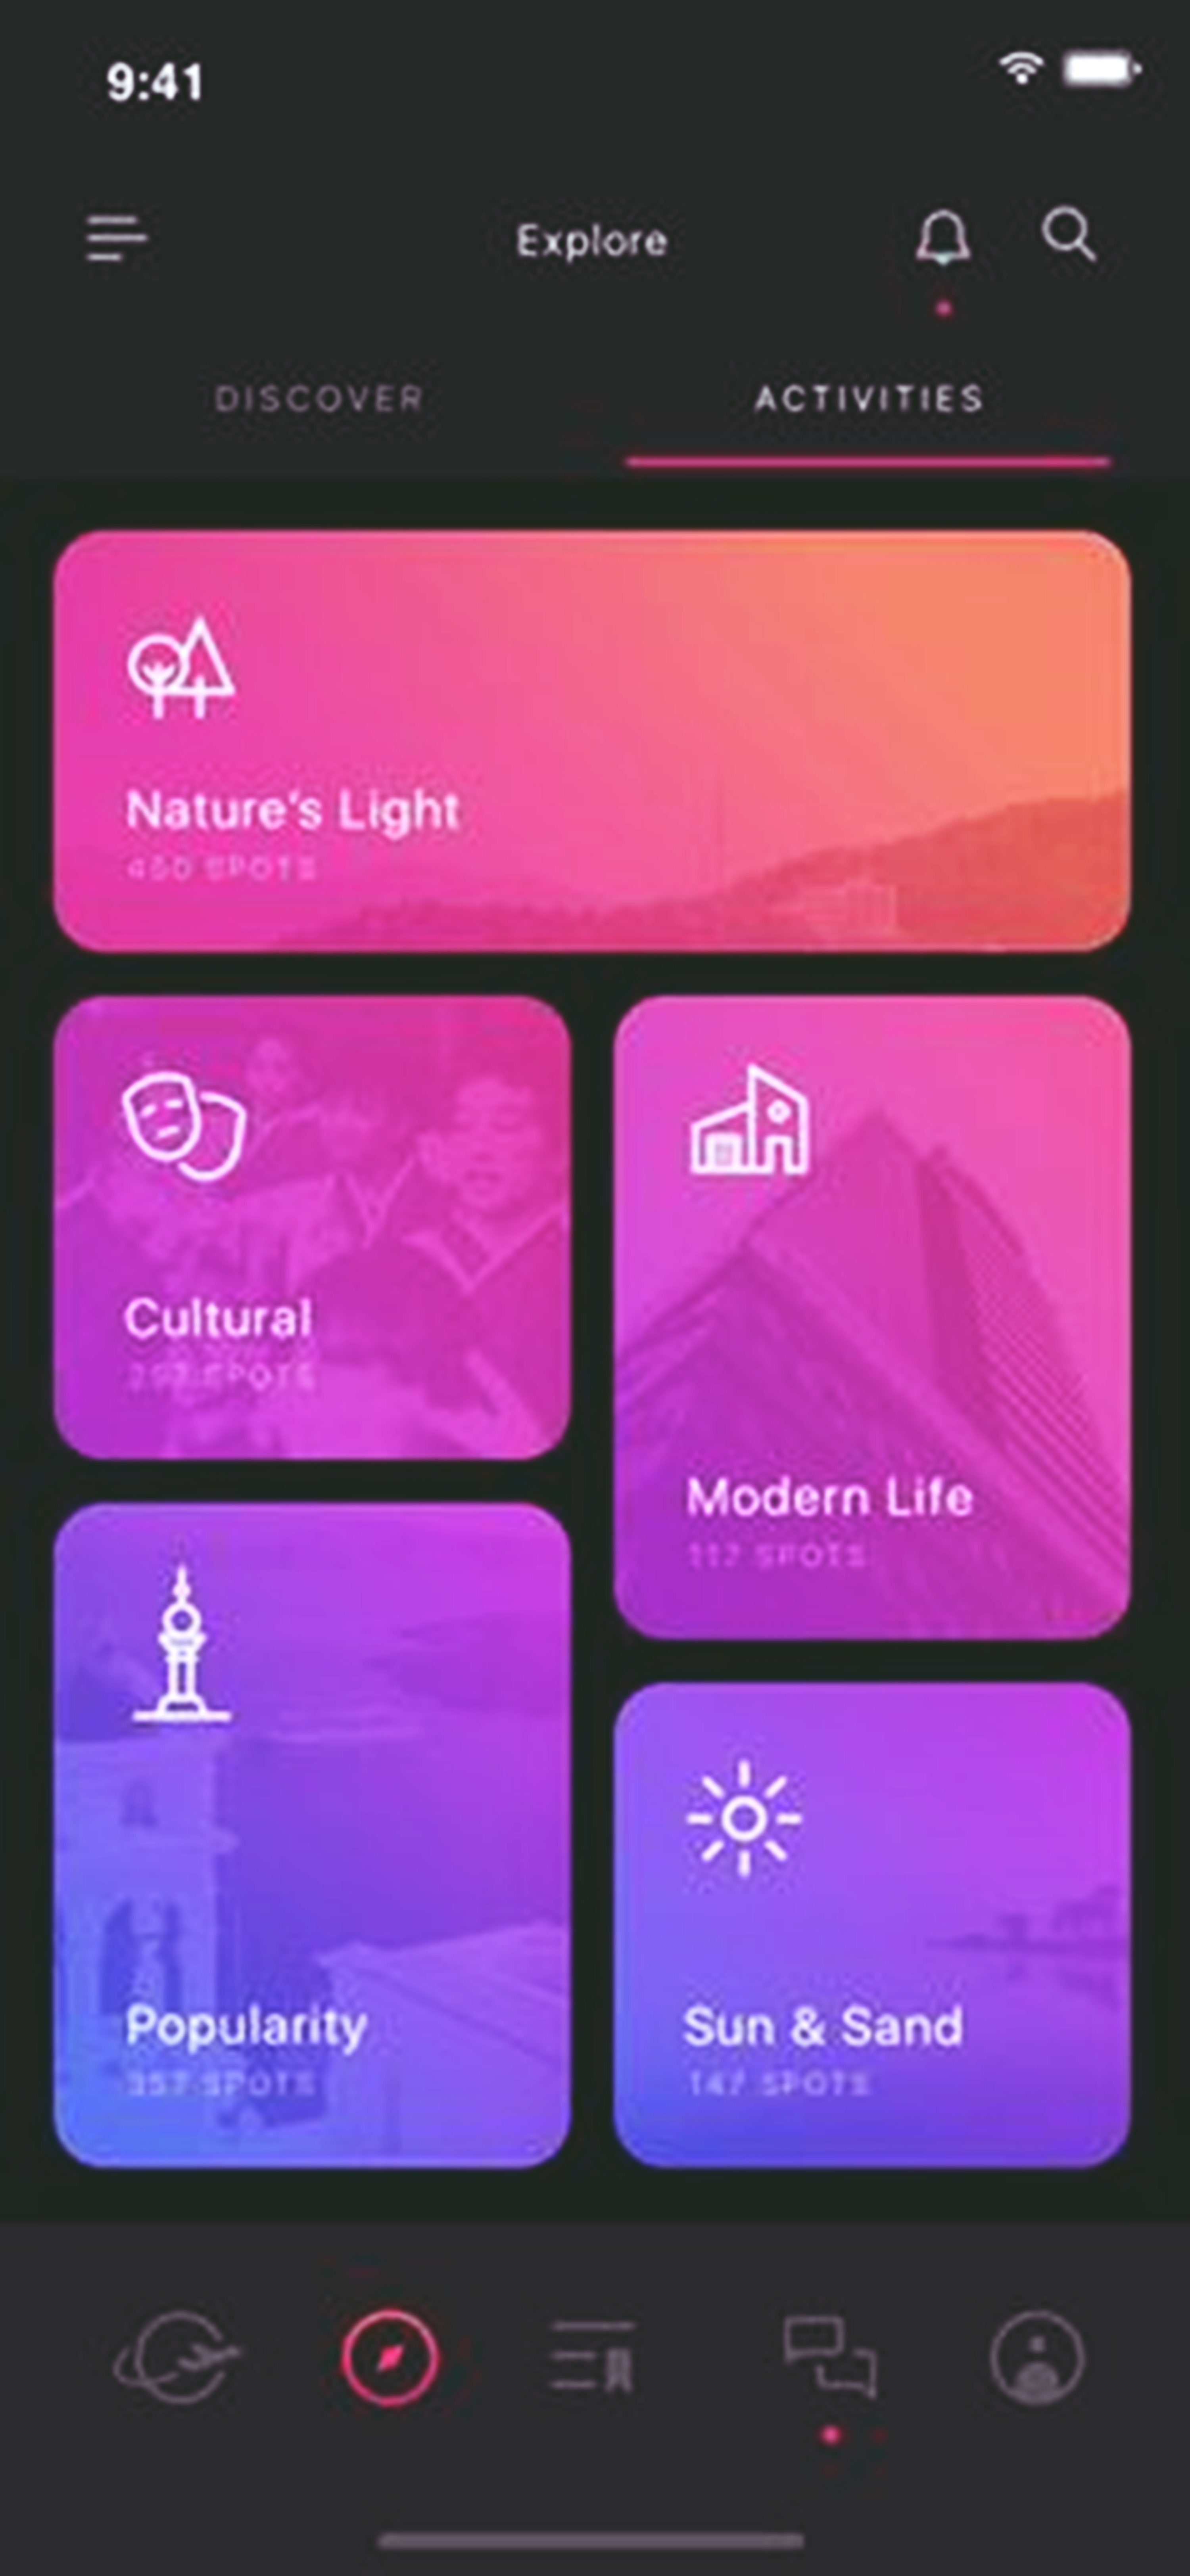 9:41
Explore
DISCOVER
ACTIVITIES
Nature's Light
450 SPOTS
Cultural
SPOTS
Modern Life
117 SPOTS
Popularity
357 SPOTS
Sun & Sand
147 SPOTS